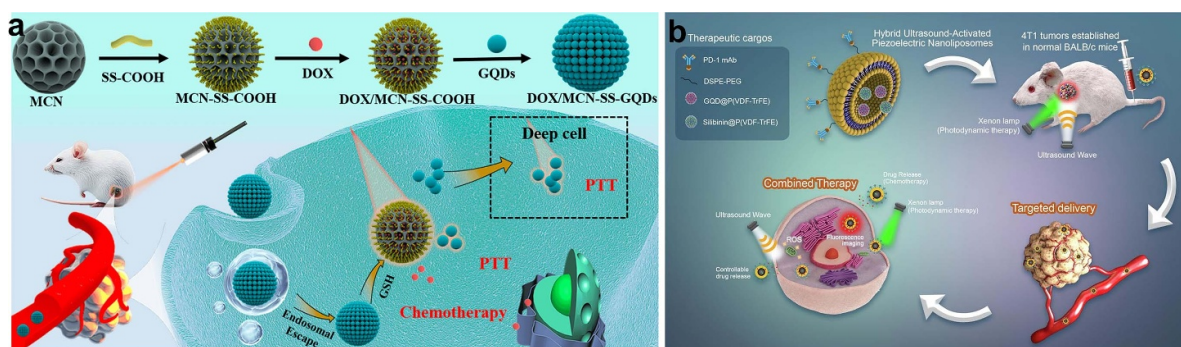 a
MCN
SS-COOH
MCN-SS-COOH
DOX
DOX/MCN-SS-COOH
GQDs
DOX/MCN-SS-GQDs
Deep cell
PTT
PTT
GSH
Chemotherapy
Endosomal
Escape
b
Therapeutic cargos
PD-1 mAb
DSPE-PEG
GQD@P(VDF-TrFE)
Silibinin@P(VDF-TrFE)
Hybrid Ultrasound-Activated
Piezoelectric Nanoliposomes
4T1 tumors established
in normal BALB/c mice
Xenon lamp
(Photodynamic therapy)
Ultrasound Wave
Targeted delivery
Combined Therapy
Drug Release
(Chemotherapy)
Xenon lamp
(Photodynamic therapy)
Ultrasound Wave
ROS
Fluorescence
imaging
Controllable
drug release